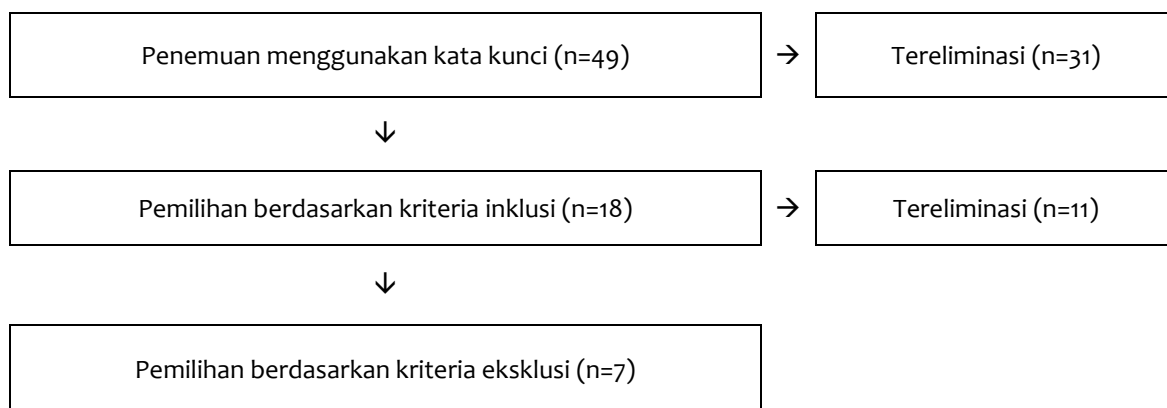 Penemuan menggunakan kata kunci (n=49)
→
Tereliminasi (n=31)
↓
Pemilihan berdasarkan kriteria inklusi (n=18)
→
Tereliminasi (n=11)
↓
Pemilihan berdasarkan kriteria eksklusi (n=7)